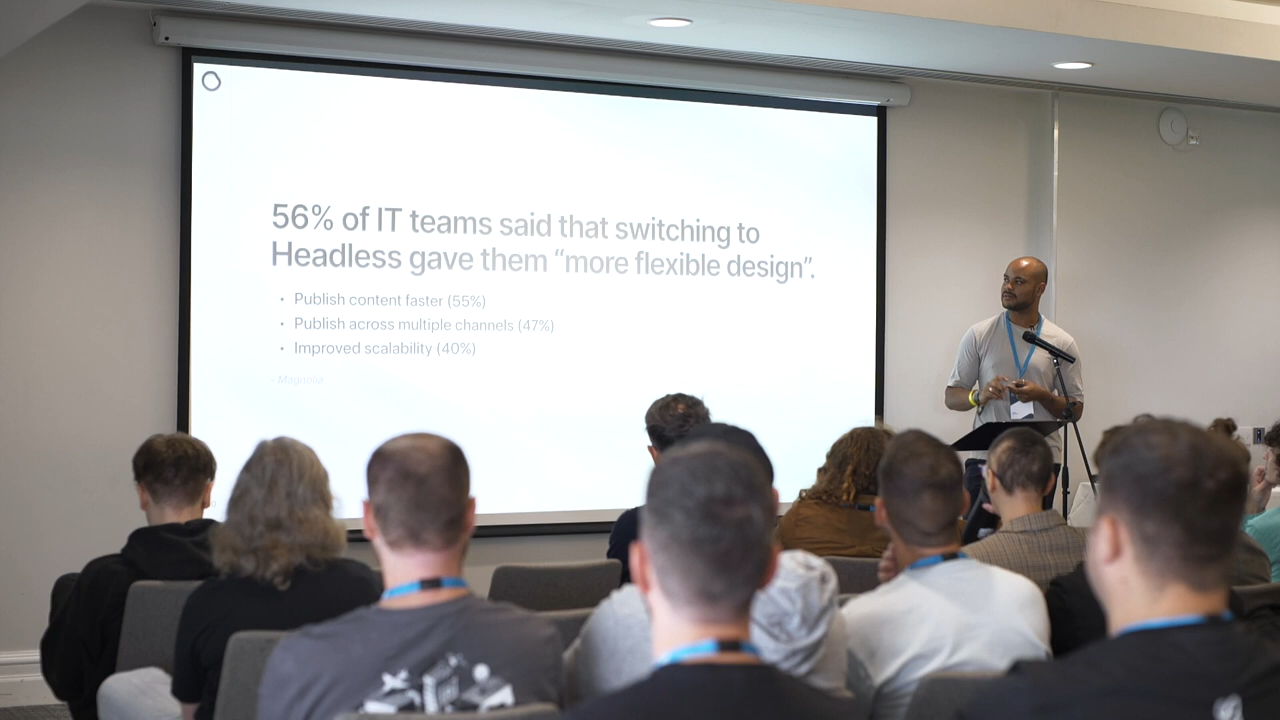 56% of IT teams said that switching to
Headless gave them “more flexible design”.
• Publish content faster (55%)
• Publish across multiple channels (47%)
• Improved scalability (40%)
- Magnolia